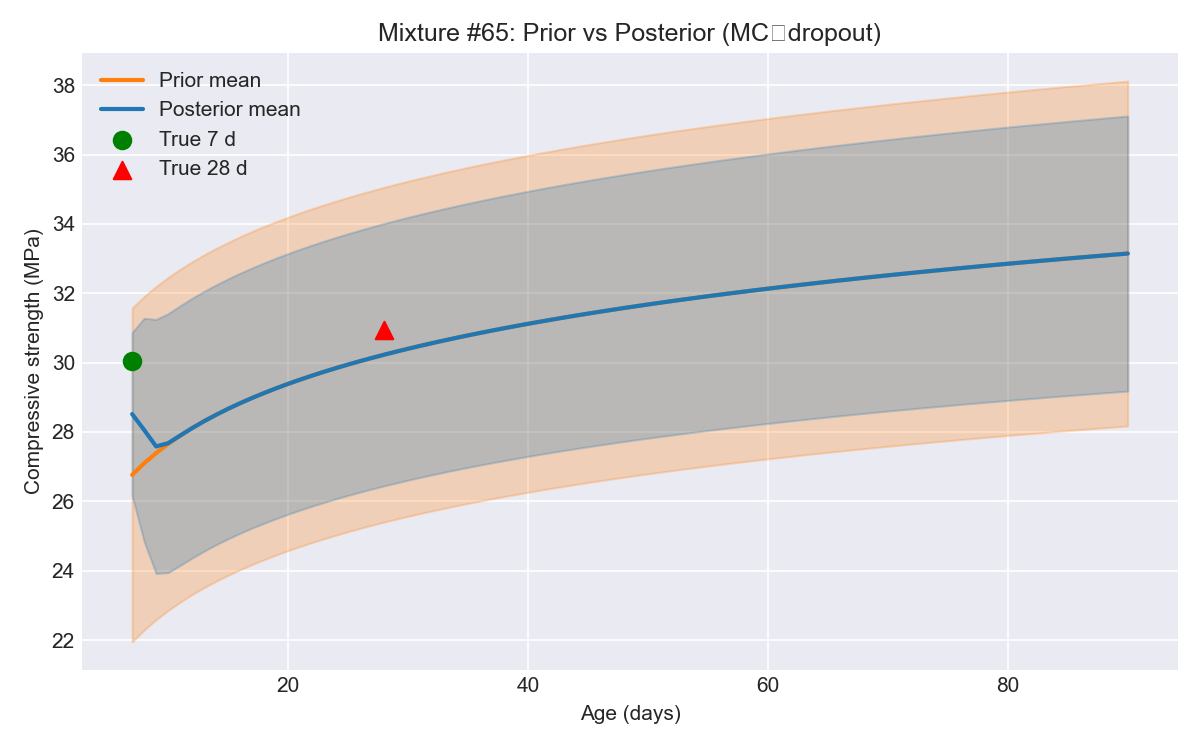 Mixture #65: Prior vs Posterior (MC□dropout)
Prior mean
Posterior mean
True 7 d
True 28 d
38
36
34
32
30
28
26
24
22
Compressive strength (MPa)
20
40
60
80
Age (days)